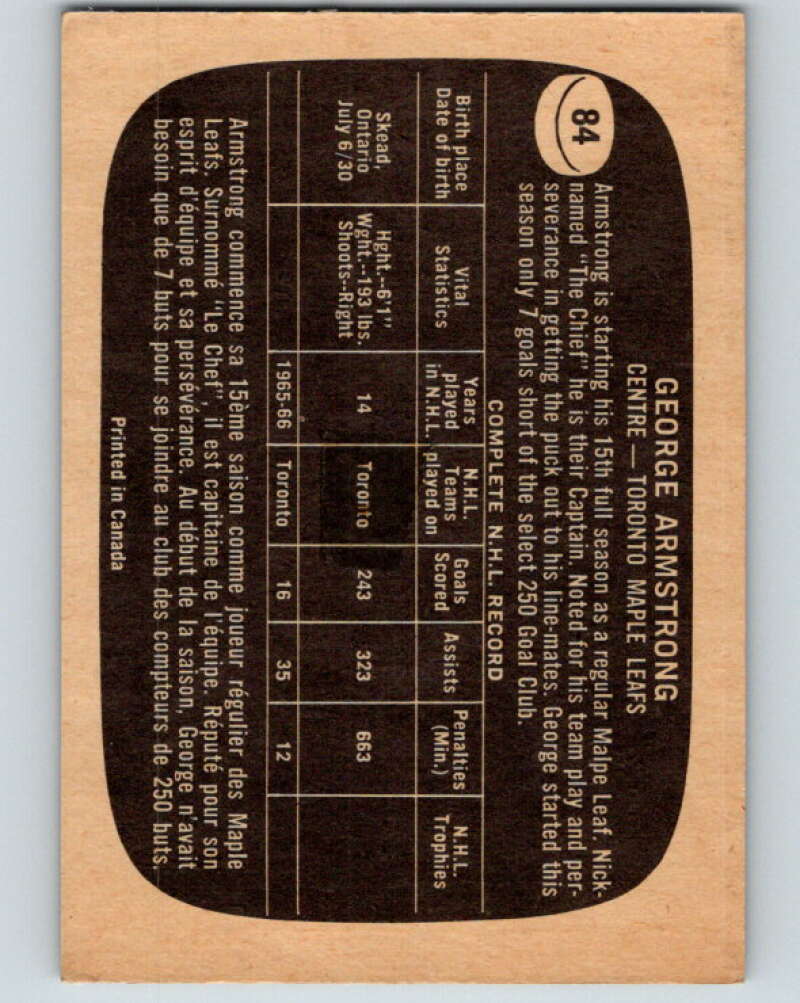 84
GEORGE ARMSTRONG
CENTRE — TORONTO MAPLE LEAFS
Armstrong is starting his 15th full season as a regular Malpe Leaf. Nick-
named "The Chief" he is their Captain. Noted for his team play and per-
severance in getting the puck out to his line-mates. George started this
season only 7 goals short of the select 250 Goal Club.
COMPLETE N.H.L. RECORD
Birth place
Date of birth
Vital
Statistics
Years
played
in N.H.L.
N.H.L.
Teams
played on
Goals
Scored
Assists
Penalties
(Min.)
N.H.L.
Trophies
Skead,
Ontario
July 6/30
Hght.--6'1"
Wght.--193 lbs.
Shoots--Right
14
Toronto
243
323
663
1965-66
Toronto
16
35
12
Armstrong commence sa 15ème saison comme joueur régulier des Maple
Leafs. Surnommé "Le Chef", il est capitaine de l'équipe. Réputé pour son
esprit d'équipe et sa persévérance. Au début de la saison, George n'avait
besoin que de 7 buts pour se joindre au club des compteurs de 250 buts.
Printed in Canada